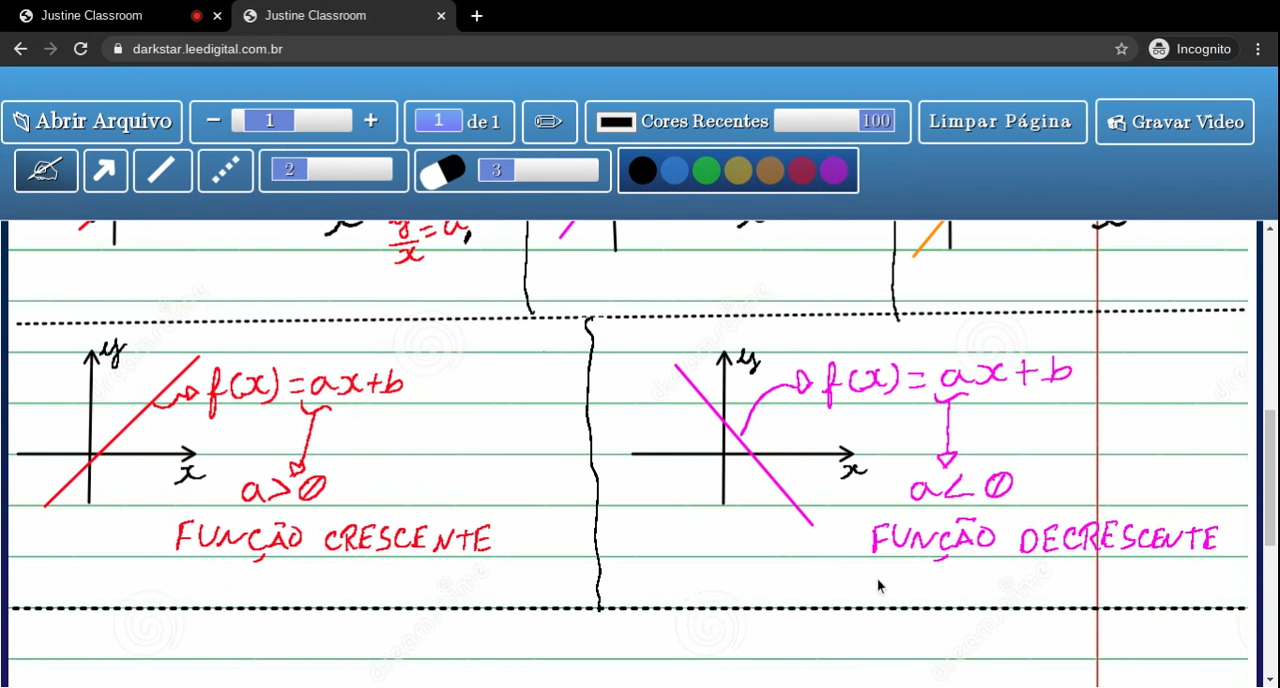 Justine Classroom
Justine Classroom
darkstar.leedigital.com.br
Incognito
Abrir Arquivo
− 1 +
1 de 1
Cores Recentes 100
Limpar Página
Gravar Video
2
3
y/x = a,
x
y
f(x) = ax+b
x
a > 0
FUNÇÃO CRESCENTE
y
f(x) = ax+b
x
a < 0
FUNÇÃO DECRESCENTE